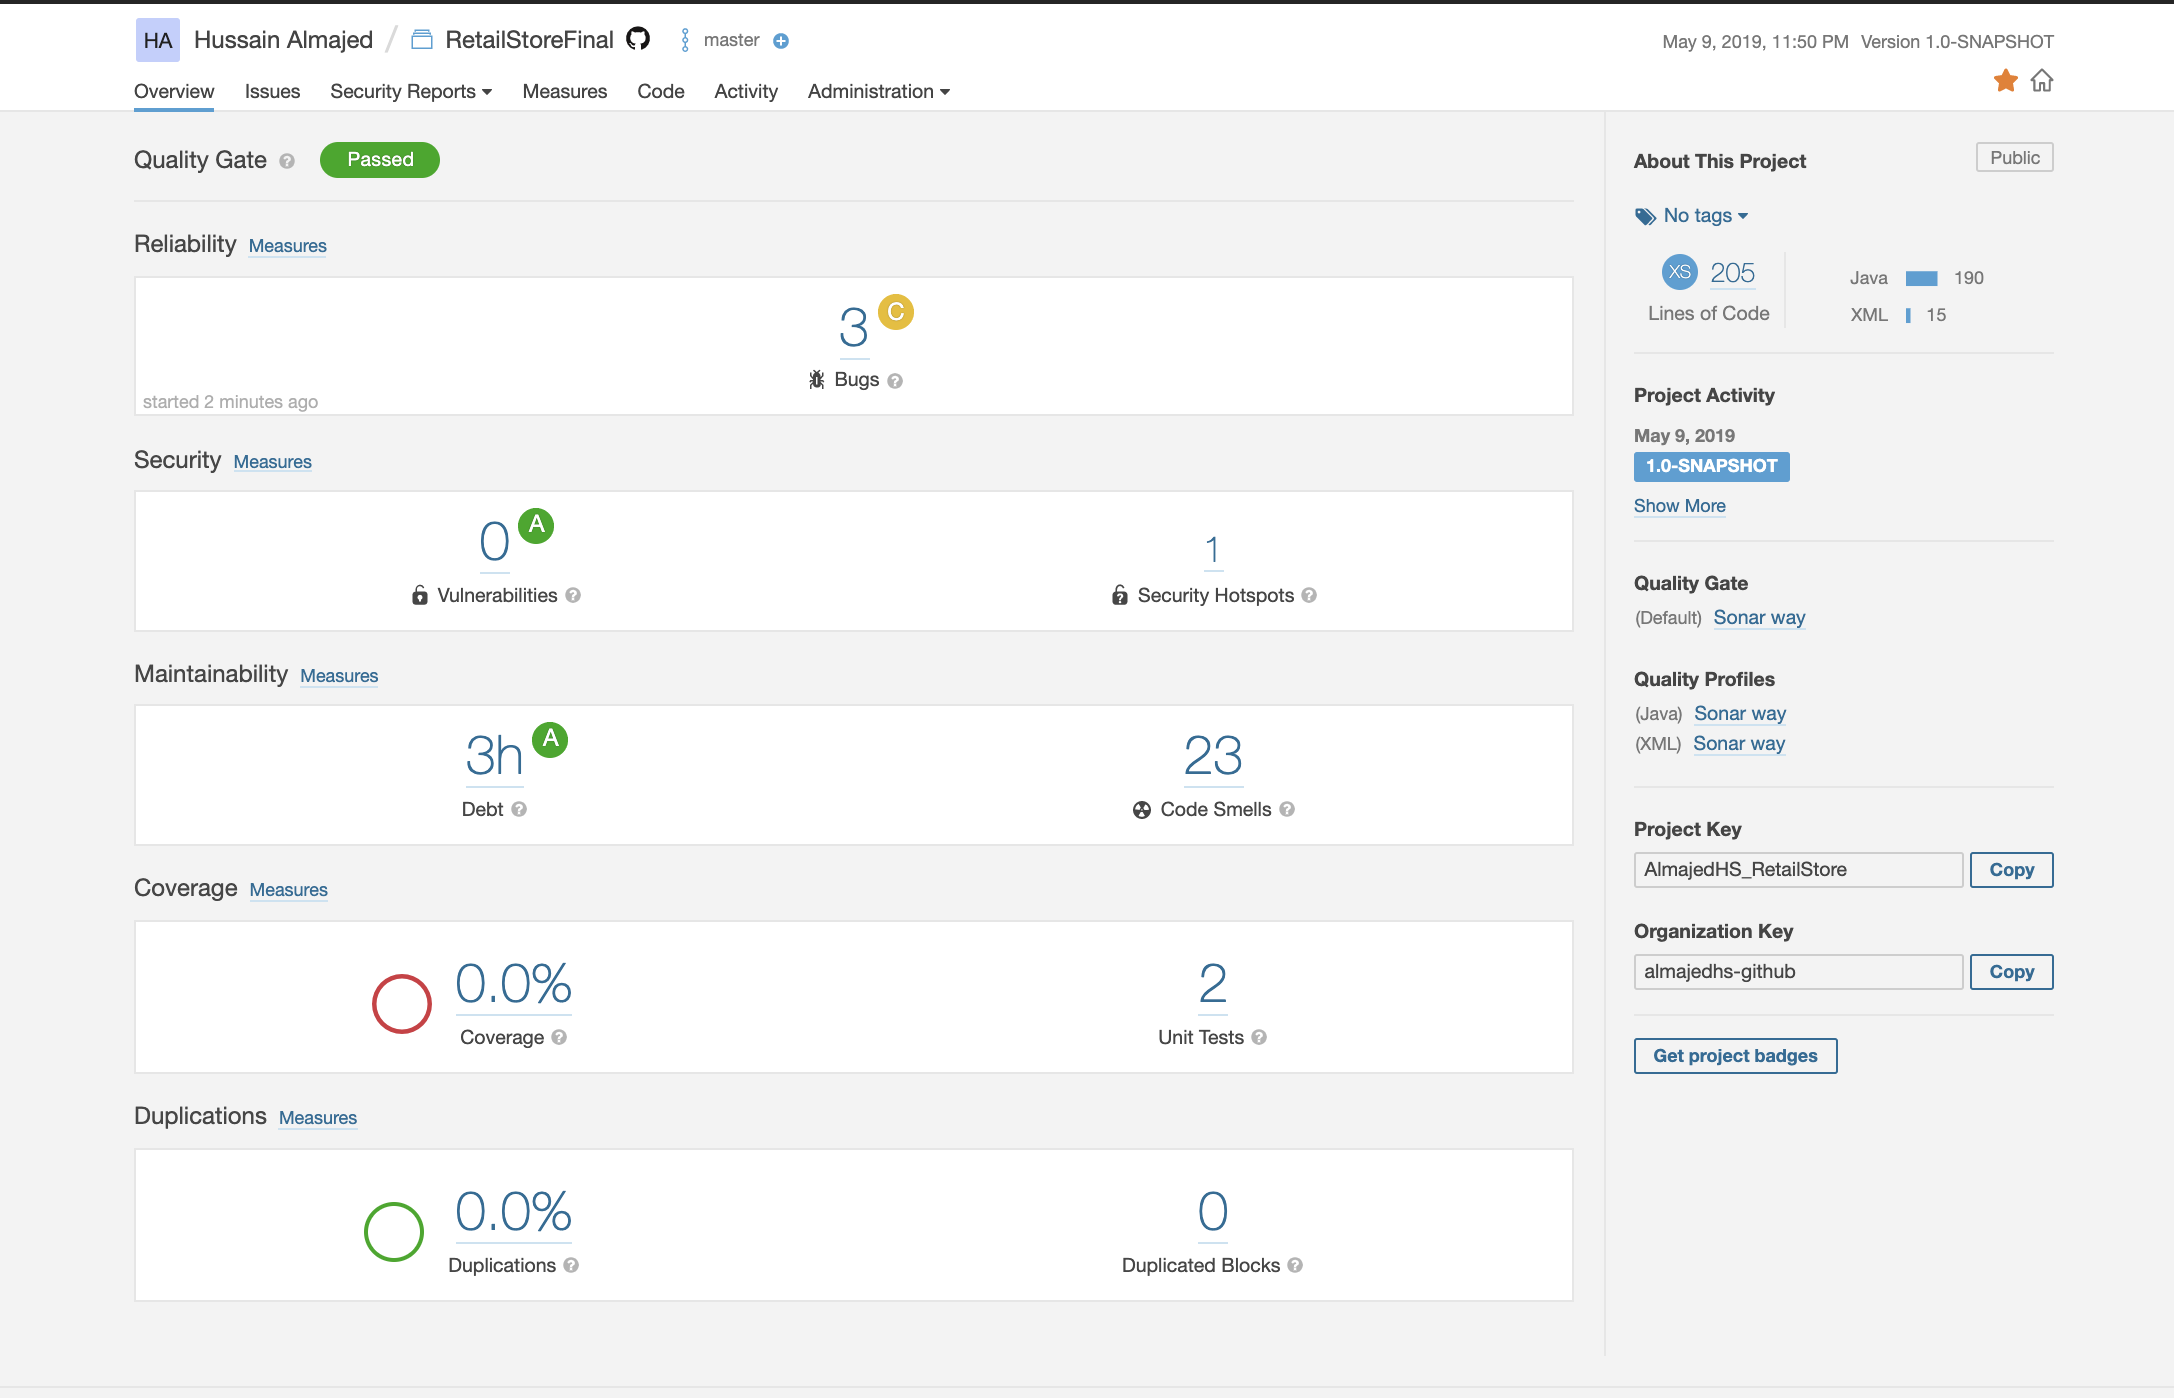 HA Hussain Almajed / RetailStoreFinal master
May 9, 2019, 11:50 PM Version 1.0-SNAPSHOT
Overview Issues Security Reports Measures Code Activity Administration
Quality Gate ? Passed
Reliability Measures
3 C
Bugs ?
started 2 minutes ago
Security Measures
0 A
Vulnerabilities ?
1
Security Hotspots ?
Maintainability Measures
3h A
Debt ?
23
Code Smells ?
Coverage Measures
0.0%
Coverage ?
2
Unit Tests ?
Duplications Measures
0.0%
Duplications ?
0
Duplicated Blocks ?
About This Project Public
No tags
XS 205
Lines of Code
Java 190
XML 15
Project Activity
May 9, 2019
1.0-SNAPSHOT
Show More
Quality Gate
(Default) Sonar way
Quality Profiles
(Java) Sonar way
(XML) Sonar way
Project Key
AlmajedHS_RetailStore Copy
Organization Key
almajedhs-github Copy
Get project badges